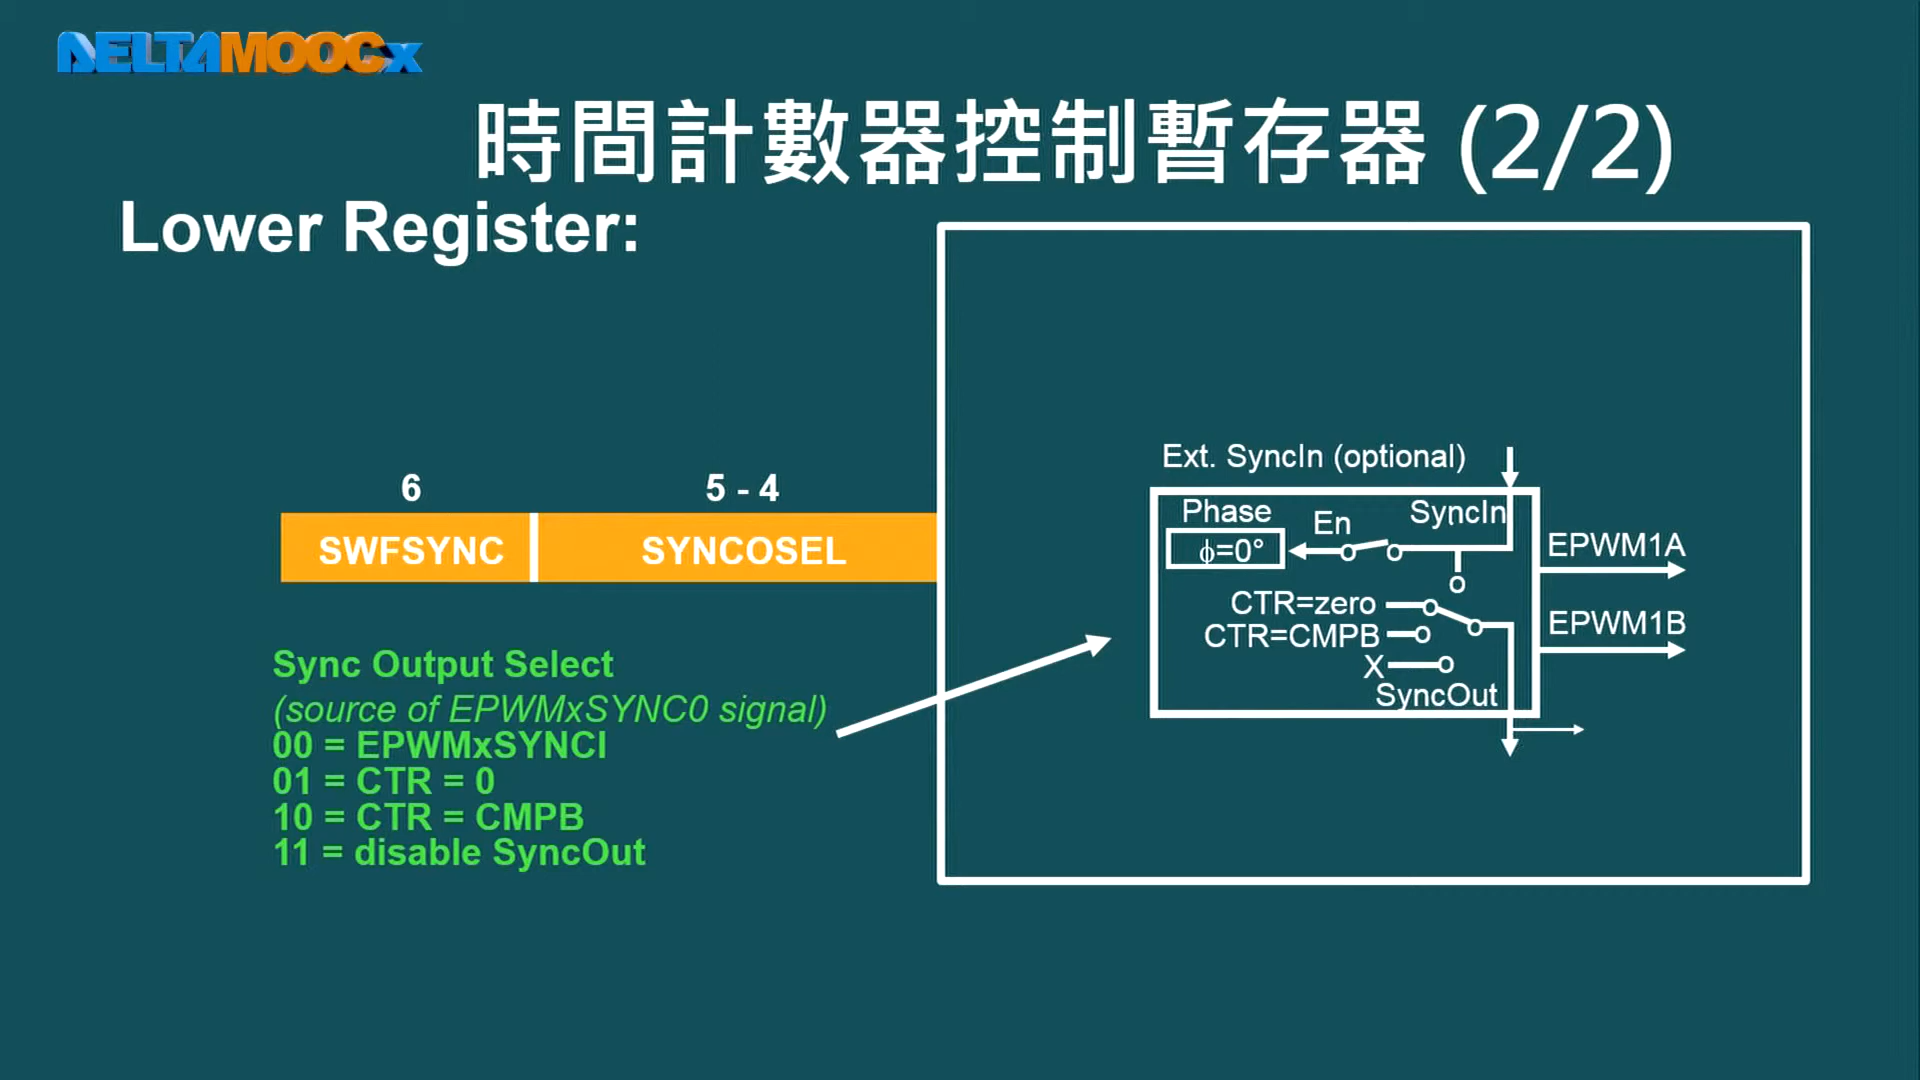 DELTAMOOCx
時間計數器控制暫存器 (2/2)
Lower Register:
6
5 - 4
SWFSYNC
SYNCOSEL
Sync Output Select
(source of EPWMxSYNC0 signal)
00 = EPWMxSYNCI
01 = CTR = 0
10 = CTR = CMPB
11 = disable SyncOut
Ext. SyncIn (optional)
Phase
En
SyncIn
ϕ=0°
EPWM1A
CTR=zero
CTR=CMPB
EPWM1B
X
SyncOut